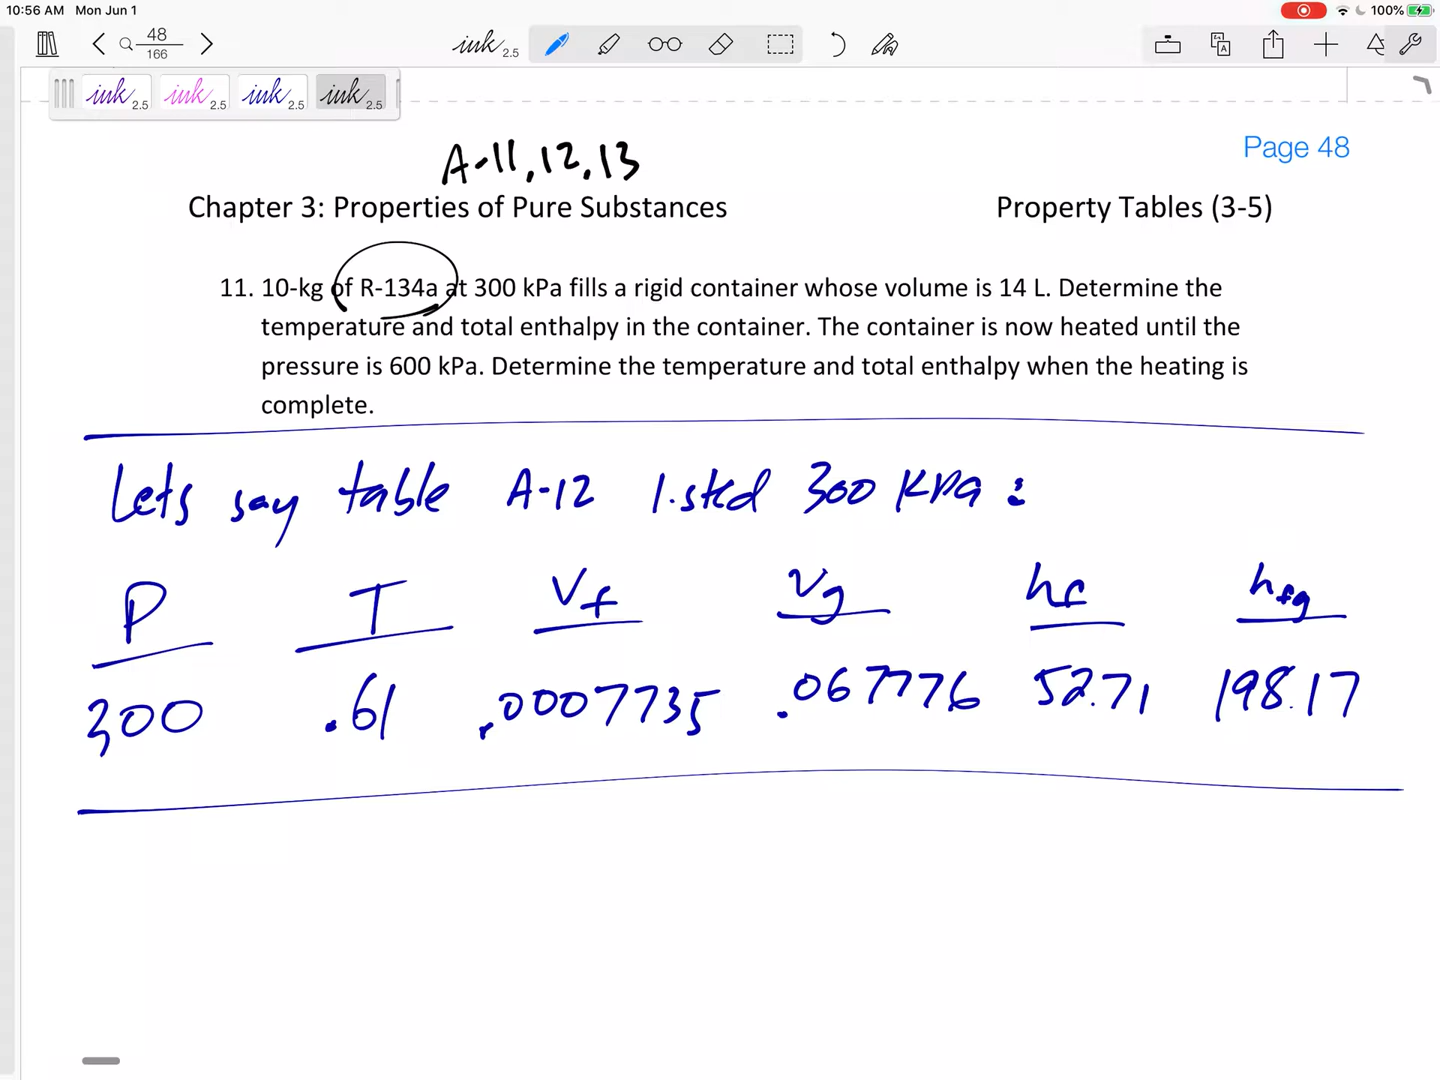 10:56 AM Mon Jun 1
100%
48
166
ink 2.5
ink 2.5
ink 2.5
ink 2.5
ink 2.5
Page 48
A-11, 12, 13
Chapter 3: Properties of Pure Substances
Property Tables (3-5)
11. 10-kg of R-134a at 300 kPa fills a rigid container whose volume is 14 L. Determine the
temperature and total enthalpy in the container. The container is now heated until the
pressure is 600 kPa. Determine the temperature and total enthalpy when the heating is
complete.
Lets say table A-12 listed 300 KPa :
P T Vf Vg hf hfg
300 .61 .0007735 .067776 52.71 198.17